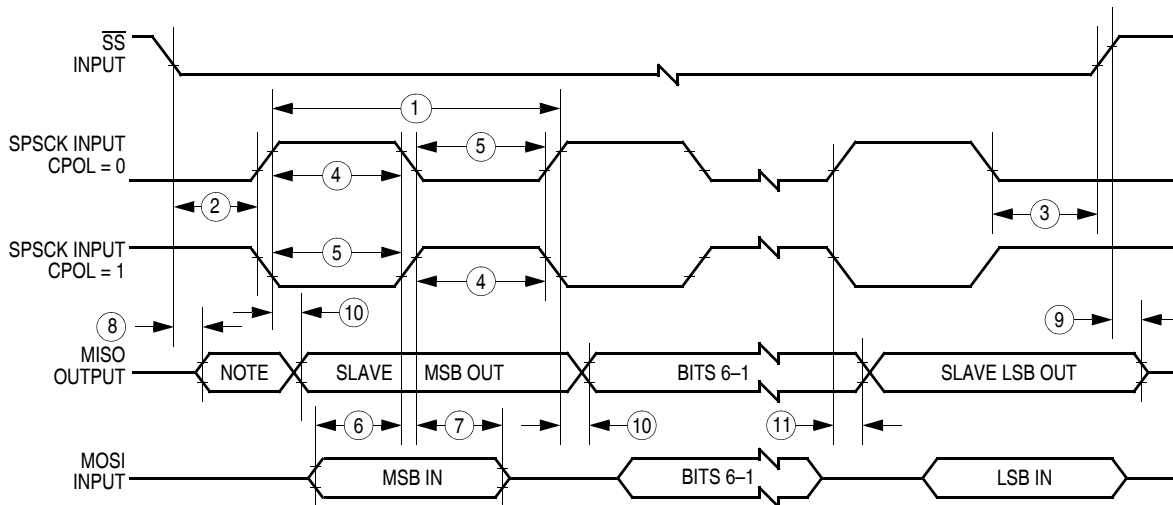 SS
INPUT
1
SPSCK INPUT
CPOL = 0
5
4
2
3
SPSCK INPUT
CPOL = 1
5
4
8
10
9
MISO
OUTPUT
NOTE
SLAVE MSB OUT
BITS 6–1
SLAVE LSB OUT
6
7
10
11
MOSI
INPUT
MSB IN
BITS 6–1
LSB IN